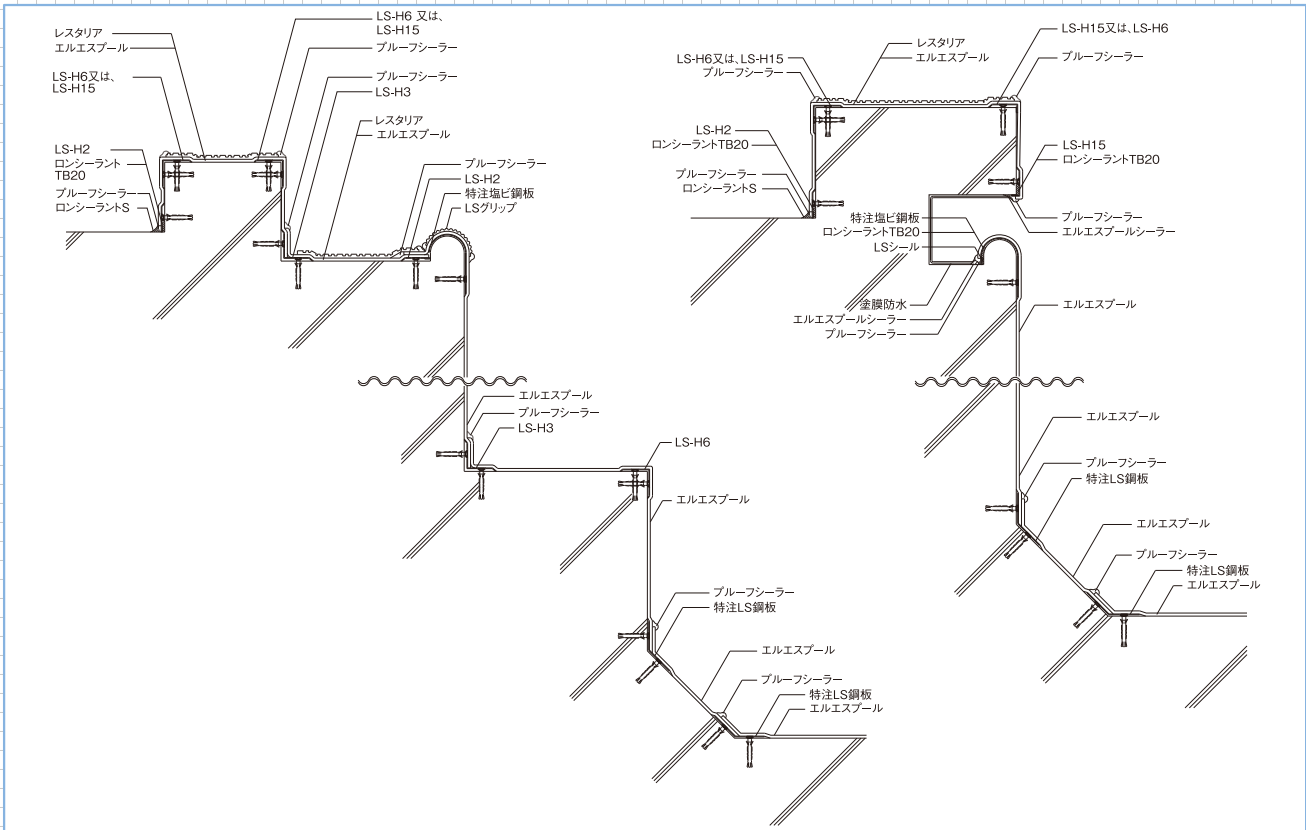 レスタリア
エルエスプール
LS-H6又は、
LS-H15
LS-H2
ロンシーラント
TB20
プルーフシーラー
ロンシーラントS
LS-H6 又は、
LS-H15
プルーフシーラー
プルーフシーラー
LS-H3
レスタリア
エルエスプール
プルーフシーラー
LS-H2
特注塩ビ鋼板
LSグリップ
エルエスプール
プルーフシーラー
LS-H3
LS-H6
エルエスプール
プルーフシーラー
特注LS鋼板
エルエスプール
プルーフシーラー
特注LS鋼板
エルエスプール
LS-H6又は、LS-H15
プルーフシーラー
レスタリア
エルエスプール
LS-H15又は、LS-H6
プルーフシーラー
LS-H2
ロンシーラントTB20
プルーフシーラー
ロンシーラントS
LS-H15
ロンシーラントTB20
プルーフシーラー
エルエスプールシーラー
特注塩ビ鋼板
ロンシーラントTB20
LSシール
塗膜防水
エルエスプールシーラー
プルーフシーラー
エルエスプール
エルエスプール
プルーフシーラー
特注LS鋼板
エルエスプール
プルーフシーラー
特注LS鋼板
エルエスプール